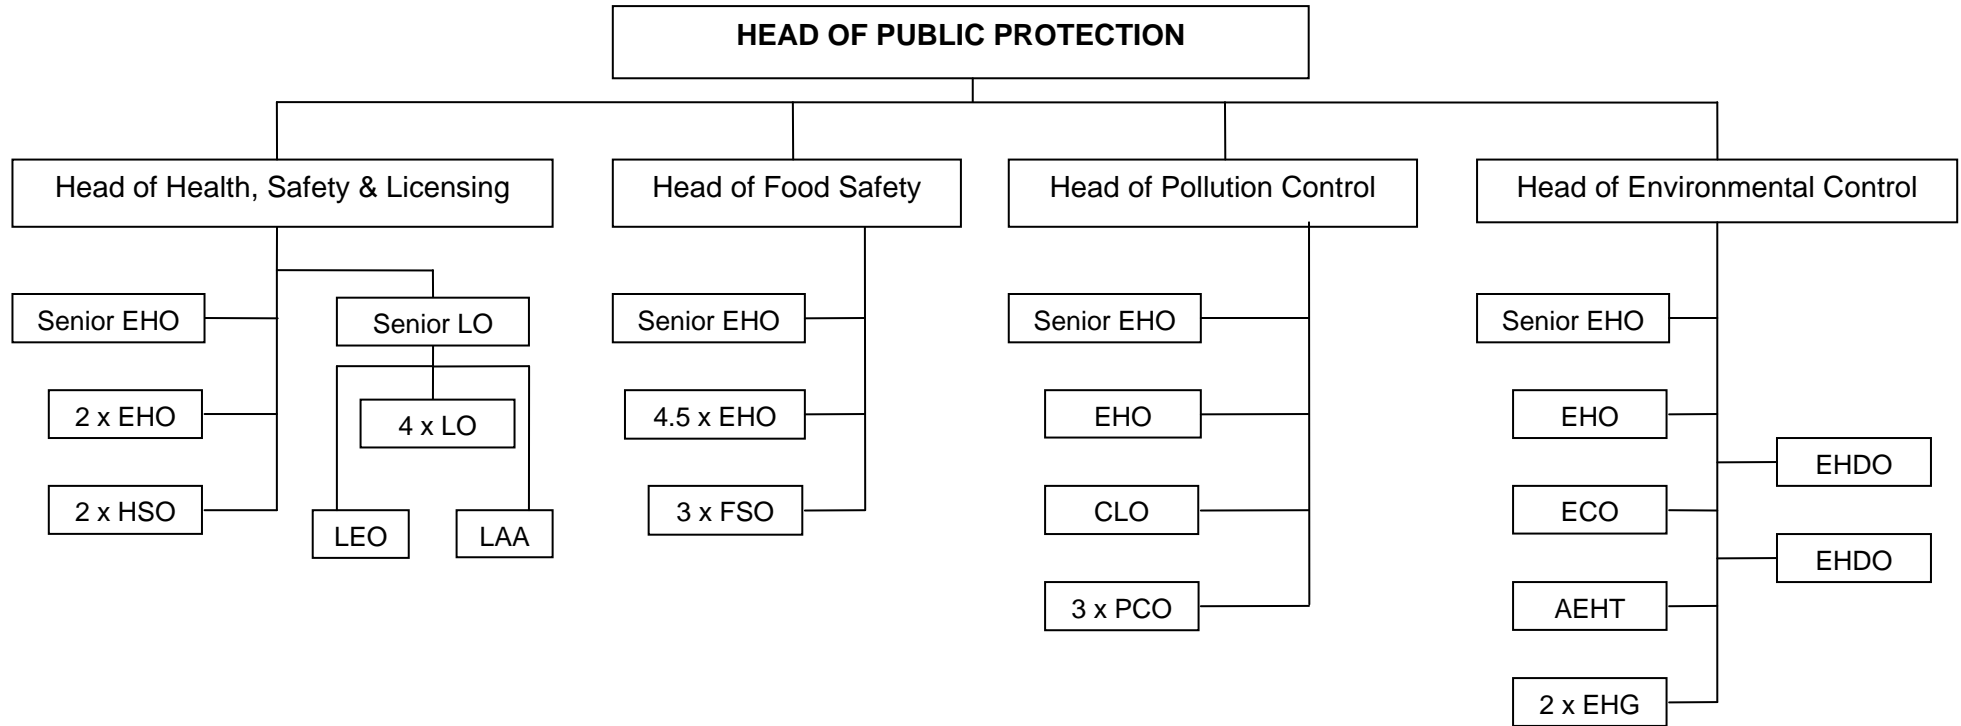 HEAD OF PUBLIC PROTECTION
Head of Health, Safety & Licensing
Head of Food Safety
Head of Pollution Control
Head of Environmental Control
Senior EHO
Senior LO
2 x EHO
4 x LO
2 x HSO
LEO
LAA
Senior EHO
4.5 x EHO
3 x FSO
Senior EHO
EHO
CLO
3 x PCO
Senior EHO
EHO
EHDO
ECO
EHDO
AEHT
2 x EHG